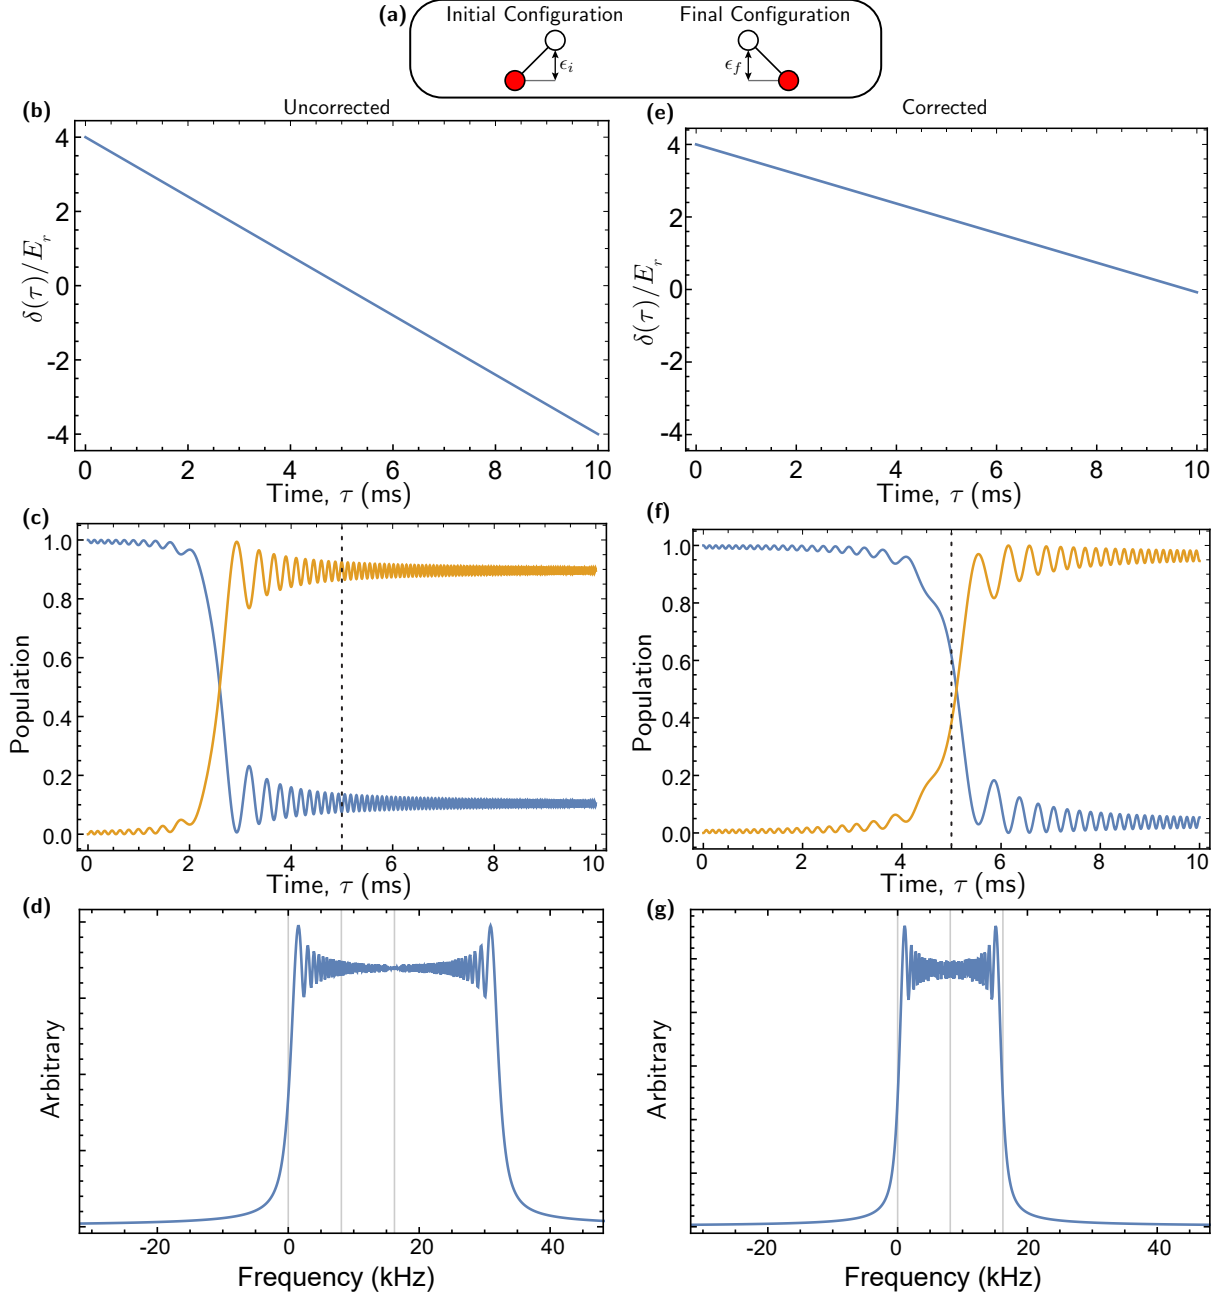 (a)
Initial Configuration
Final Configuration
ϵi
ϵf
(b)
Uncorrected
4
2
0
-2
-4
δ(τ)/Er
0 2 4 6 8 10
Time, τ (ms)
(e)
Corrected
4
2
0
-2
-4
δ(τ)/Er
0 2 4 6 8 10
Time, τ (ms)
(c)
1.0
0.8
0.6
0.4
0.2
0.0
Population
0 2 4 6 8 10
Time, τ (ms)
(f)
1.0
0.8
0.6
0.4
0.2
0.0
Population
0 2 4 6 8 10
Time, τ (ms)
(d)
Arbitrary
-20 0 20 40
Frequency (kHz)
(g)
Arbitrary
-20 0 20 40
Frequency (kHz)